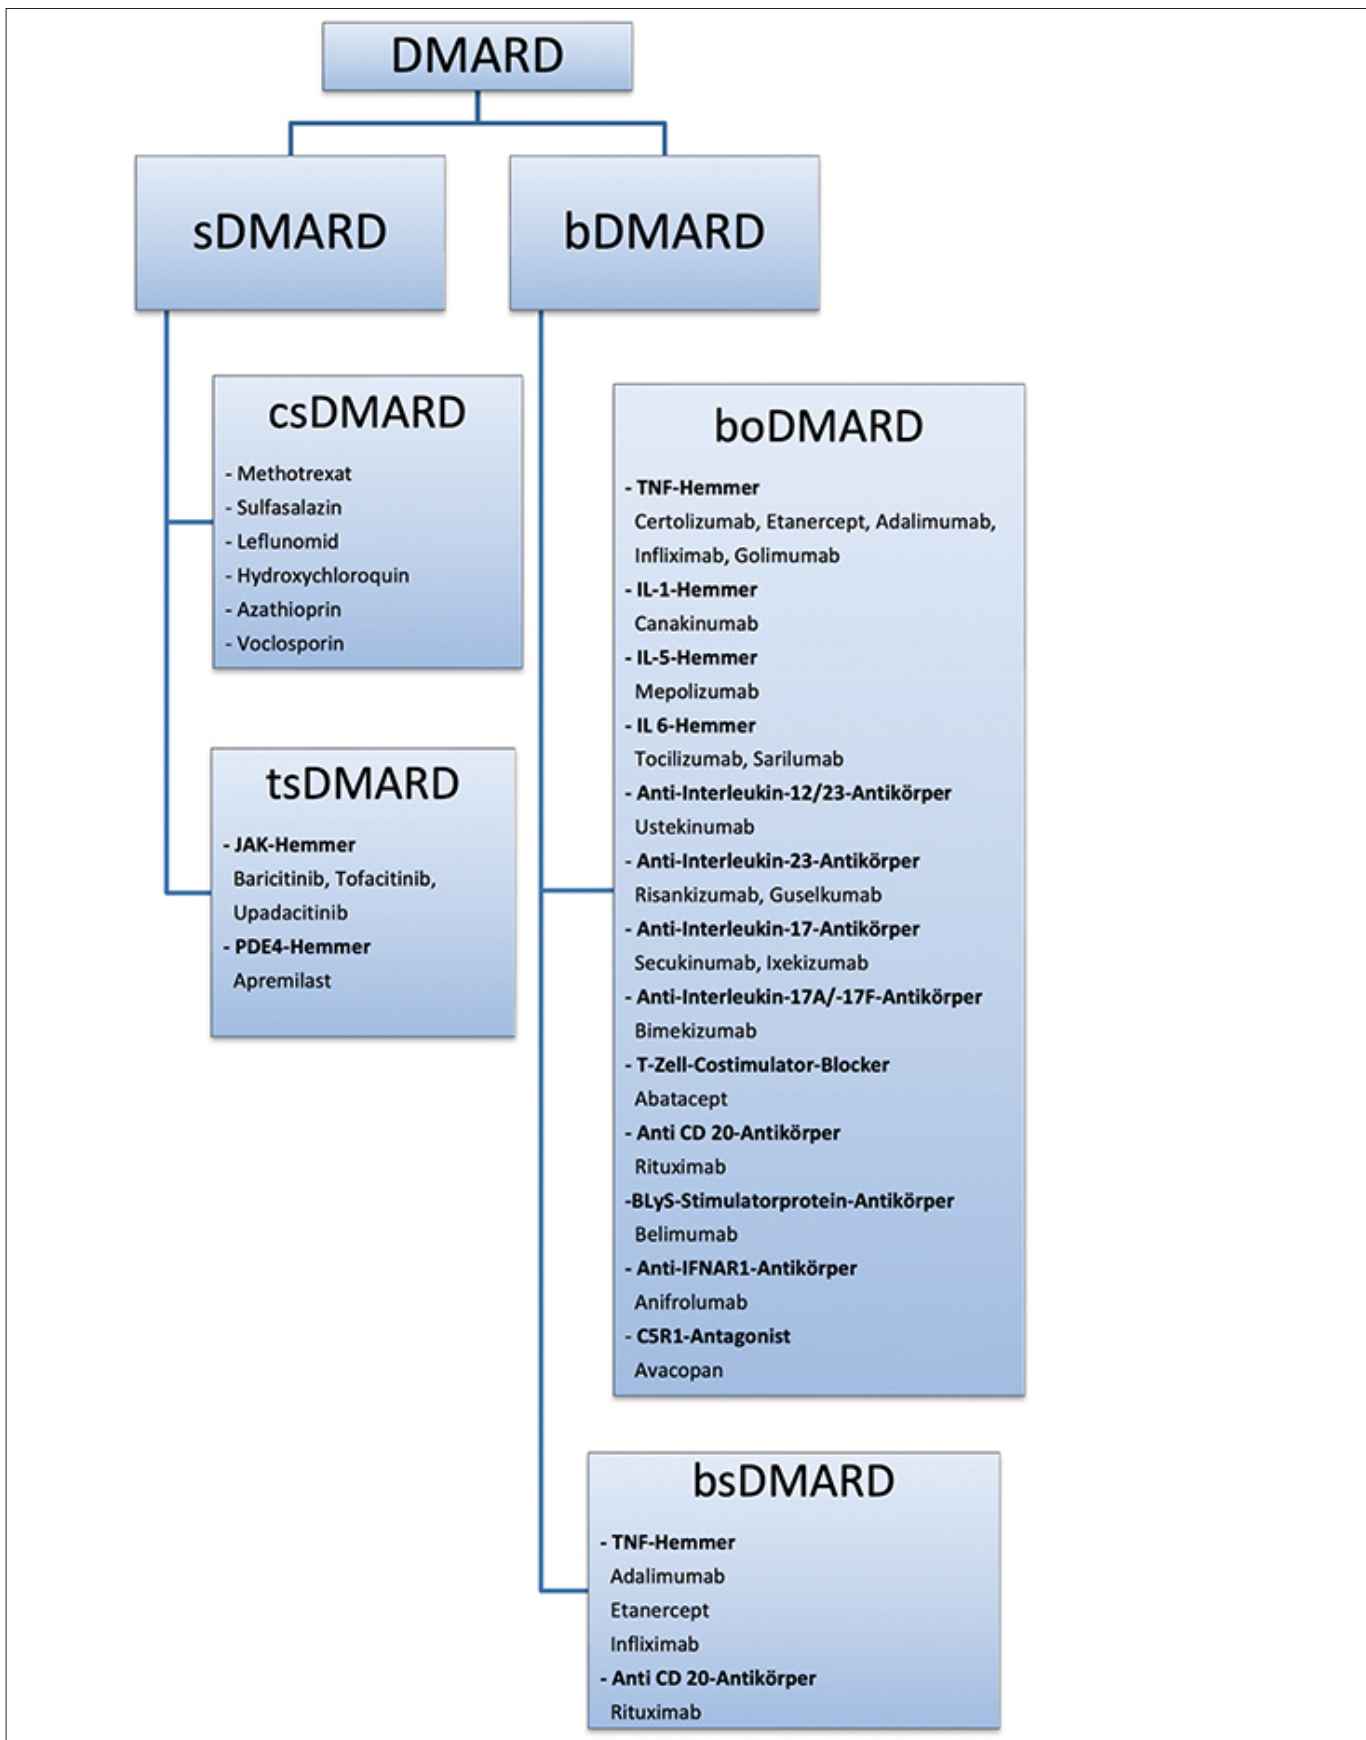 DMARD
sDMARD
bDMARD
csDMARD
- Methotrexat
- Sulfasalazin
- Leflunomid
- Hydroxychloroquin
- Azathioprin
- Voclosporin
tsDMARD
- JAK-Hemmer
Baricitinib, Tofacitinib,
Upadacitinib
- PDE4-Hemmer
Apremilast
boDMARD
- TNF-Hemmer
Certolizumab, Etanercept, Adalimumab,
Infliximab, Golimumab
- IL-1-Hemmer
Canakinumab
- IL-5-Hemmer
Mepolizumab
- IL 6-Hemmer
Tocilizumab, Sarilumab
- Anti-Interleukin-12/23-Antikörper
Ustekinumab
- Anti-Interleukin-23-Antikörper
Risankizumab, Guselkumab
- Anti-Interleukin-17-Antikörper
Secukinumab, Ixekizumab
- Anti-Interleukin-17A/-17F-Antikörper
Bimekizumab
- T-Zell-Costimulator-Blocker
Abatacept
- Anti CD 20-Antikörper
Rituximab
-BLyS-Stimulatorprotein-Antikörper
Belimumab
- Anti-IFNAR1-Antikörper
Anifrolumab
- C5R1-Antagonist
Avacopan
bsDMARD
- TNF-Hemmer
Adalimumab
Etanercept
Infliximab
- Anti CD 20-Antikörper
Rituximab